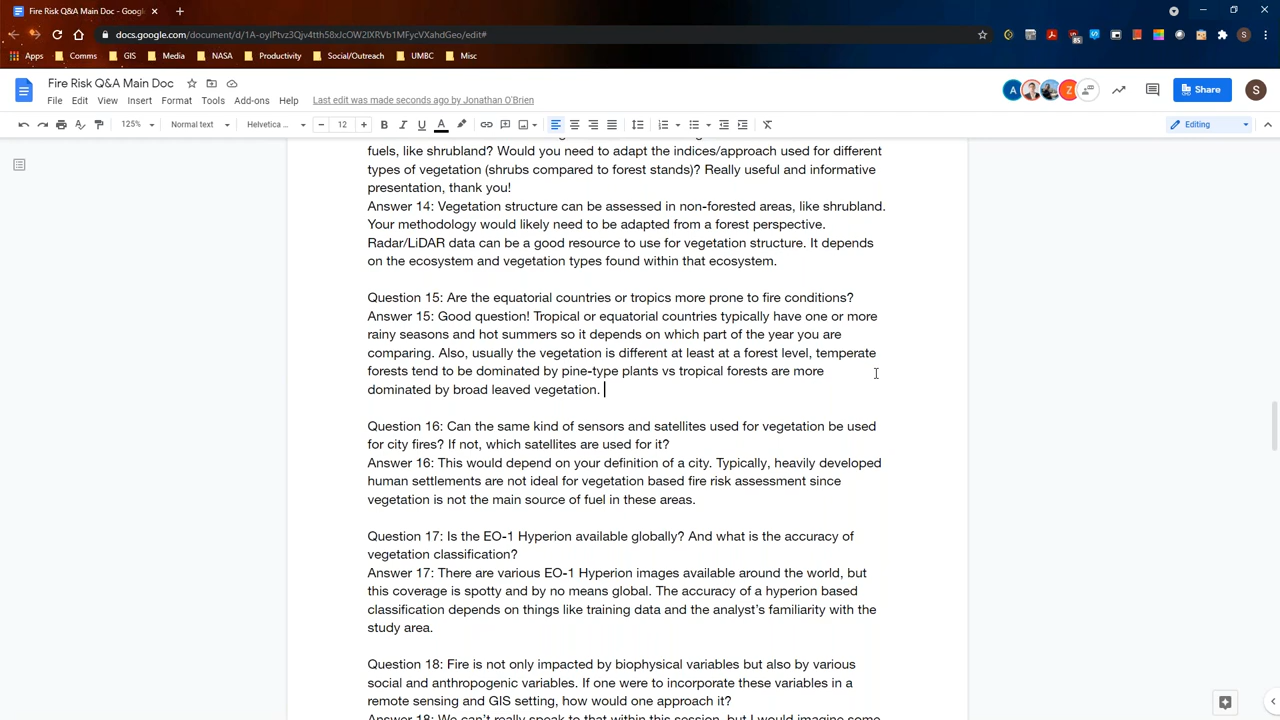 Fire Risk Q&A Main Doc - Googl
docs.google.com/document/d/1A-oyIPtvz3Qjv4tth58xJcOW2IXRVb1MFycVXahdGeo/edit#
Apps Comms GIS Media NASA Productivity Social/Outreach UMBC Misc
Fire Risk Q&A Main Doc
File Edit View Insert Format Tools Add-ons Help Last edit was made seconds ago by Jonathan O'Brien
A Z Share S
125% Normal text Helvetica ... 12 B I U A Editing
fuels, like shrubland? Would you need to adapt the indices/approach used for different
types of vegetation (shrubs compared to forest stands)? Really useful and informative
presentation, thank you!
Answer 14: Vegetation structure can be assessed in non-forested areas, like shrubland.
Your methodology would likely need to be adapted from a forest perspective.
Radar/LiDAR data can be a good resource to use for vegetation structure. It depends
on the ecosystem and vegetation types found within that ecosystem.
Question 15: Are the equatorial countries or tropics more prone to fire conditions?
Answer 15: Good question! Tropical or equatorial countries typically have one or more
rainy seasons and hot summers so it depends on which part of the year you are
comparing. Also, usually the vegetation is different at least at a forest level, temperate
forests tend to be dominated by pine-type plants vs tropical forests are more
dominated by broad leaved vegetation.
Question 16: Can the same kind of sensors and satellites used for vegetation be used
for city fires? If not, which satellites are used for it?
Answer 16: This would depend on your definition of a city. Typically, heavily developed
human settlements are not ideal for vegetation based fire risk assessment since
vegetation is not the main source of fuel in these areas.
Question 17: Is the EO-1 Hyperion available globally? And what is the accuracy of
vegetation classification?
Answer 17: There are various EO-1 Hyperion images available around the world, but
this coverage is spotty and by no means global. The accuracy of a hyperion based
classification depends on things like training data and the analyst's familiarity with the
study area.
Question 18: Fire is not only impacted by biophysical variables but also by various
social and anthropogenic variables. If one were to incorporate these variables in a
remote sensing and GIS setting, how would one approach it?
Answer 18: We can't really speak to that within this session, but I would imagine some